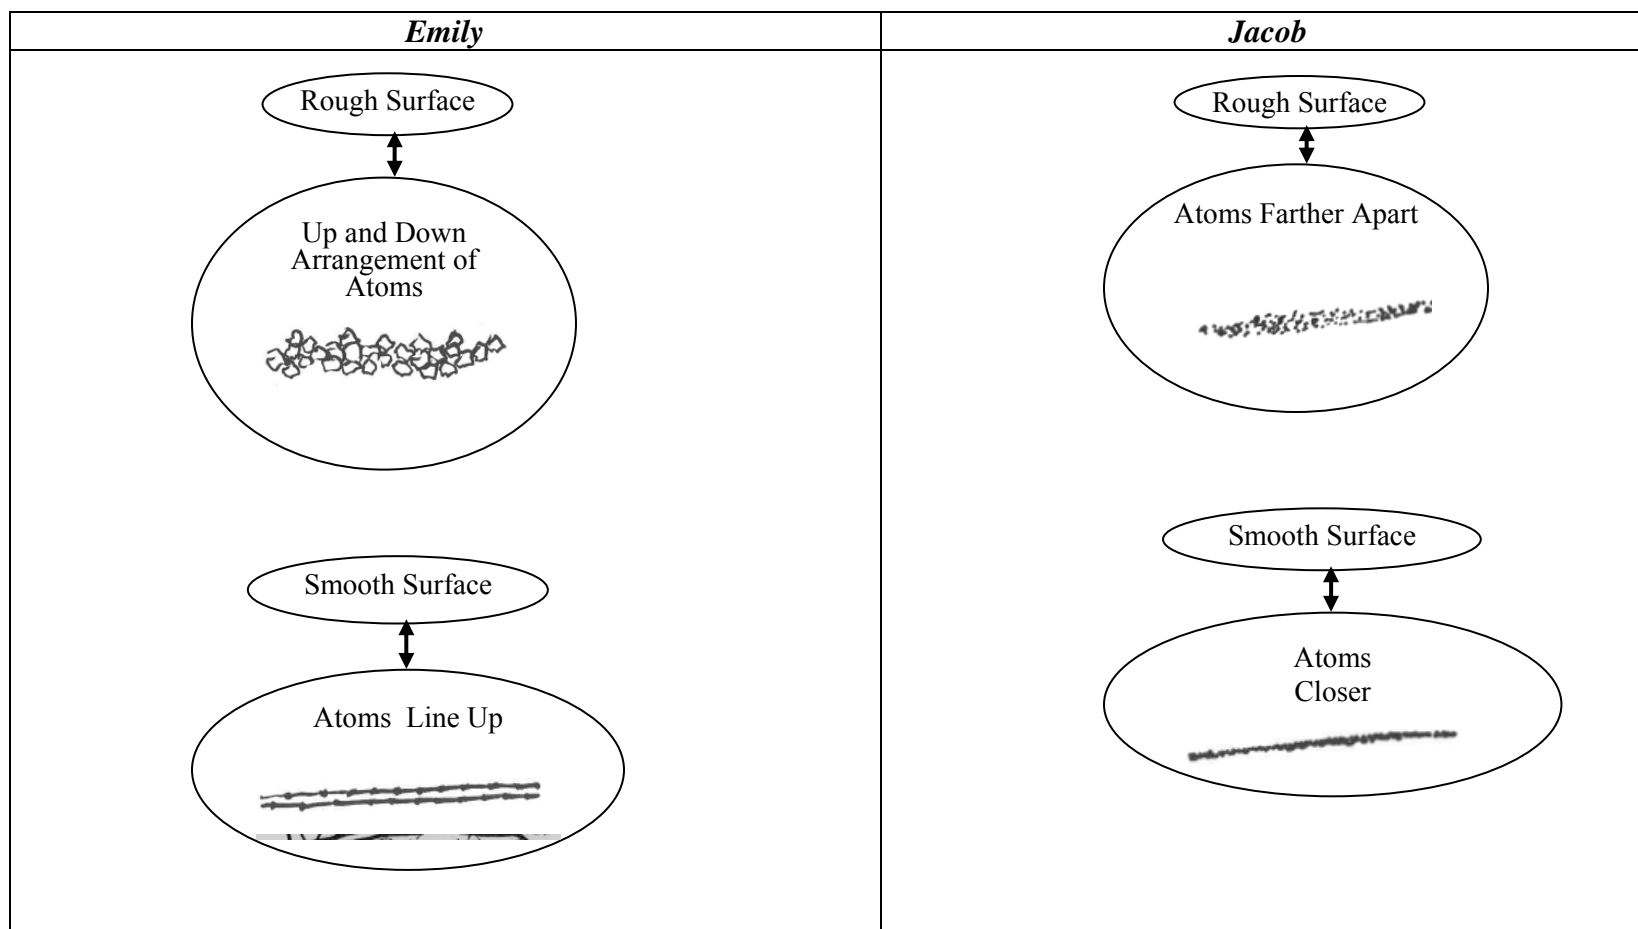 Emily
Rough Surface
Up and Down
Arrangement of
Atoms
Smooth Surface
Atoms Line Up
Jacob
Rough Surface
Atoms Farther Apart
Smooth Surface
Atoms
Closer